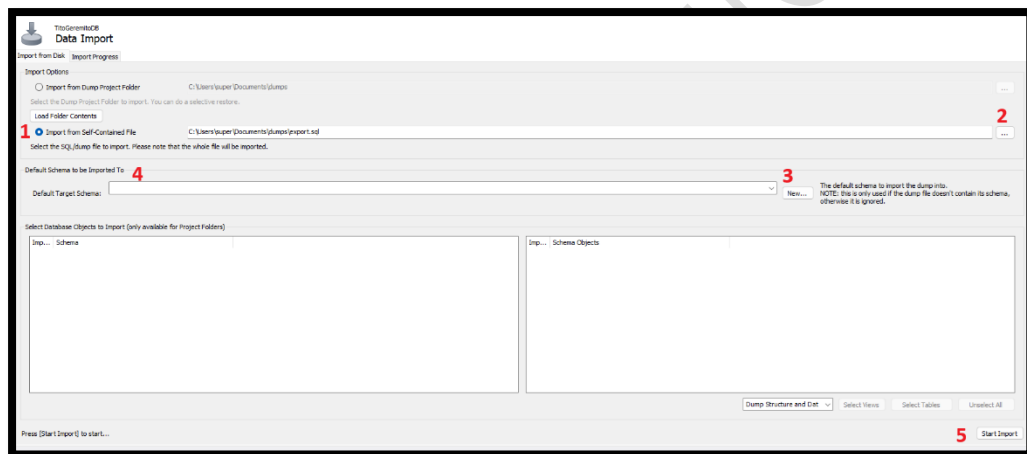 TitoGeremitoDB
Data Import
Import from Disk Import Progress
Import Options
Import from Dump Project Folder C:\Users\super\Documents\dumps ...
Select the Dump Project Folder to import. You can do a selective restore.
Load Folder Contents
2
1 Import from Self-Contained File C:\Users\super\Documents\dumps\export.sql ...
Select the SQL/dump file to import. Please note that the whole file will be imported.
Default Schema to be Imported To
4 3
Default Target Schema: New... The default schema to import the dump into.
NOTE: this is only used if the dump file doesn't contain its schema,
otherwise it is ignored.
Select Database Objects to Import (only available for Project Folders)
Imp... Schema Imp... Schema Objects
Dump Structure and Dat Select Views Select Tables Unselect All
Press [Start Import] to start... 5 Start Import